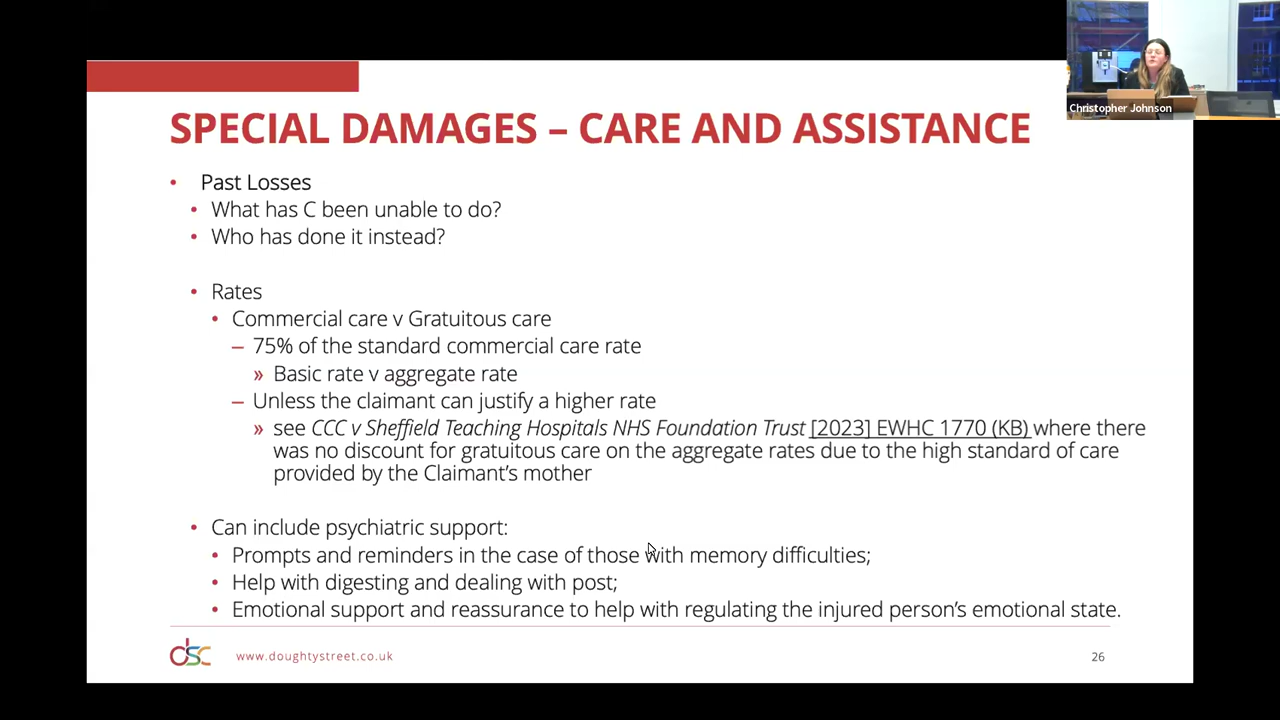 Christopher Johnson
SPECIAL DAMAGES – CARE AND ASSISTANCE
• Past Losses
• What has C been unable to do?
• Who has done it instead?
• Rates
• Commercial care v Gratuitous care
– 75% of the standard commercial care rate
» Basic rate v aggregate rate
– Unless the claimant can justify a higher rate
» see CCC v Sheffield Teaching Hospitals NHS Foundation Trust [2023] EWHC 1770 (KB) where there
was no discount for gratuitous care on the aggregate rates due to the high standard of care
provided by the Claimant’s mother
• Can include psychiatric support:
• Prompts and reminders in the case of those with memory difficulties;
• Help with digesting and dealing with post;
• Emotional support and reassurance to help with regulating the injured person’s emotional state.
dsc www.doughtystreet.co.uk
26